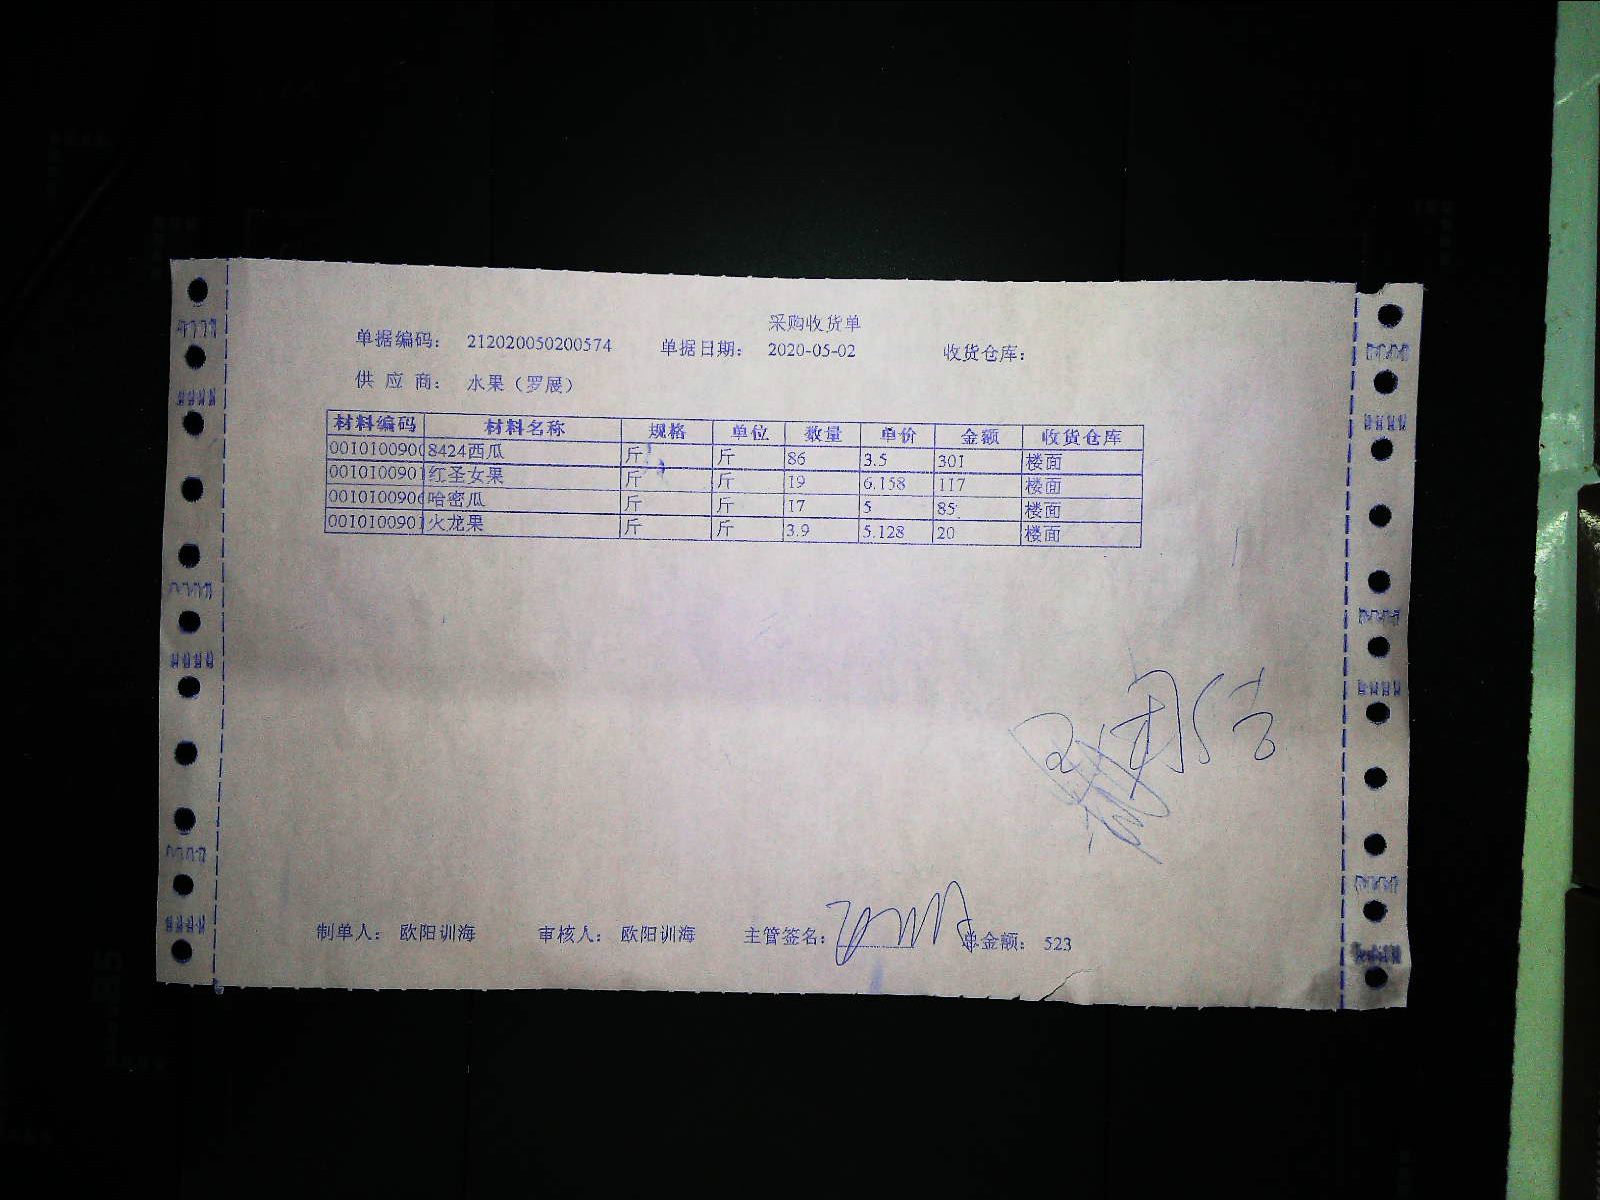 采购收货单
单据编码： 212020050200574 单据日期： 2020-05-02 收货仓库：
供 应 商： 水果（罗展）
材料编码 材料名称 规格 单位 数量 单价 金额 收货仓库
0010100900 8424西瓜 斤 斤 86 3.5 301 楼面
001010090 红圣女果 斤 斤 19 6.158 117 楼面
001010090 哈密瓜 斤 斤 17 5 85 楼面
001010090 火龙果 斤 斤 3.9 5.128 20 楼面
制单人： 欧阳训海 审核人： 欧阳训海 主管签名： 总金额： 523